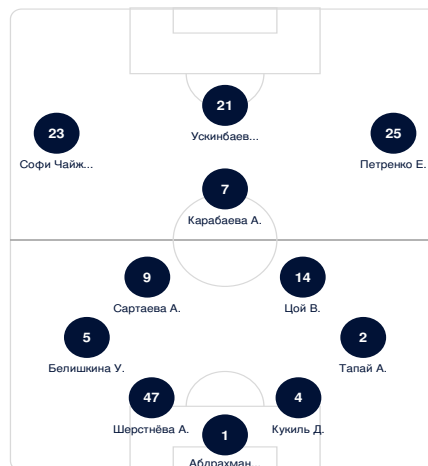 21
Ускинбаев...
23
Софи Чайж...
25
Петренко Е.
7
Карабаева А.
9
Сартаева А.
14
Цой В.
5
Белишкина У.
2
Тапай А.
47
Шерстнёва А.
4
Кукиль Д.
1
Абдрахман...